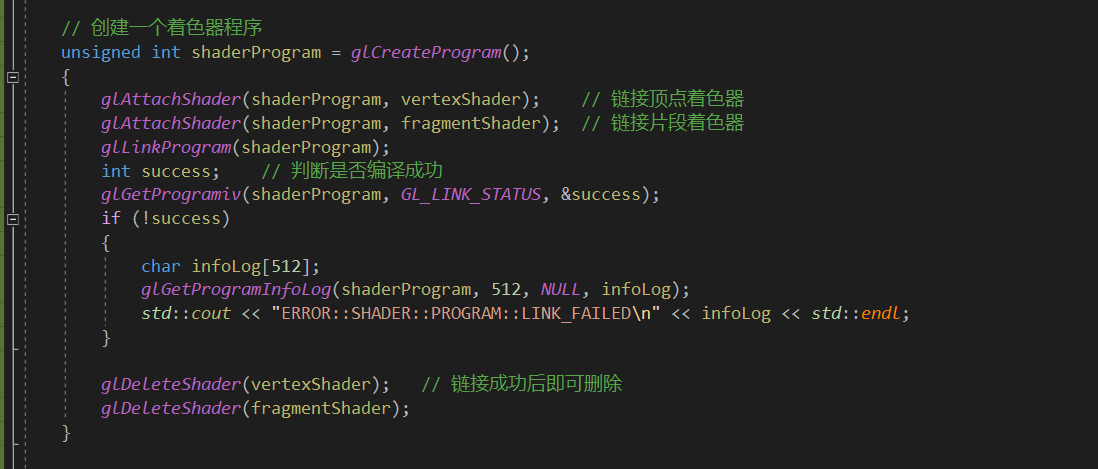 // 创建一个着色器程序
unsigned int shaderProgram = glCreateProgram();
{
glAttachShader(shaderProgram, vertexShader);    // 链接顶点着色器
glAttachShader(shaderProgram, fragmentShader);  // 链接片段着色器
glLinkProgram(shaderProgram);
int success;    // 判断是否编译成功
glGetProgramiv(shaderProgram, GL_LINK_STATUS, &success);
if (!success)
{
char infoLog[512];
glGetProgramInfoLog(shaderProgram, 512, NULL, infoLog);
std::cout << "ERROR::SHADER::PROGRAM::LINK_FAILED\n" << infoLog << std::endl;
}
glDeleteShader(vertexShader);   // 链接成功后即可删除
glDeleteShader(fragmentShader);
}